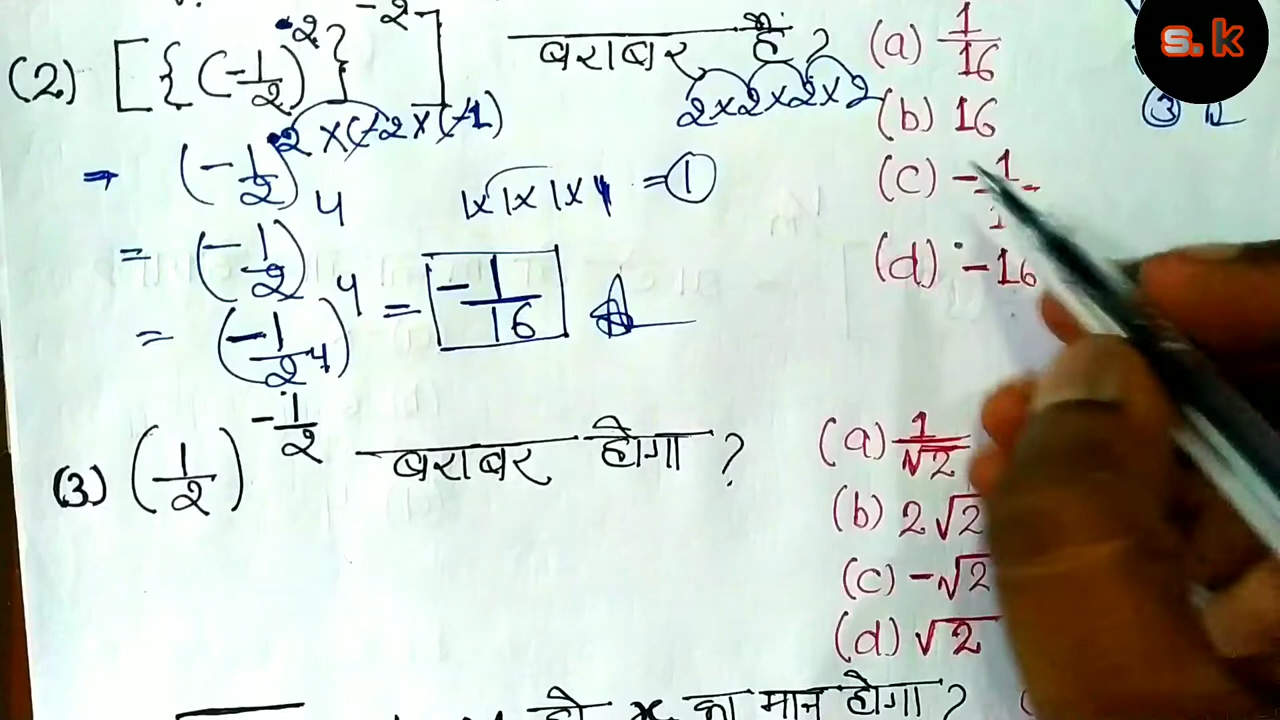 (2) [{(-1/2)^2}^-2] बराबर है ? (a) 1/16
s.k
2×2×2×2
(b) 16
③
⇒ (-1/2)^2×(-2×(-1)
(c) -1/1
= (-1/2)^4 1×1×1×1 = ①
(d) -16
= (-1/2^4)^4 = -1/16
(3) (1/2)^-1/2 बराबर होगा ? (a) 1/√2
(b) 2√2
(c) -√2
(d) √2
हो x का मान होगा ?